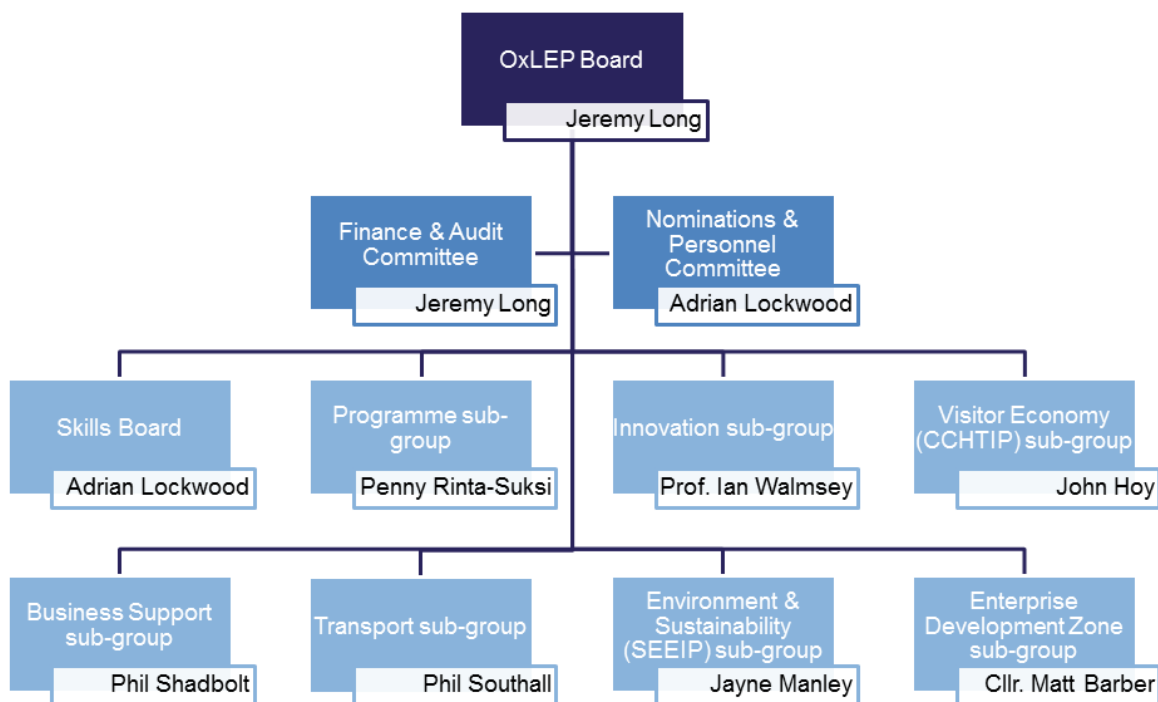 OxLEP Board
Jeremy Long
Finance & Audit
Committee
Jeremy Long
Nominations &
Personnel
Committee
Adrian Lockwood
Skills Board
Adrian Lockwood
Programme sub-
group
Penny Rinta-Suksi
Innovation sub-group
Prof. Ian Walmsey
Visitor Economy
(CCHTIP) sub-group
John Hoy
Business Support
sub-group
Phil Shadbolt
Transport sub-group
Phil Southall
Environment &
Sustainability
(SEEIP) sub-group
Jayne Manley
Enterprise
Development Zone
sub-group
Cllr. Matt Barber